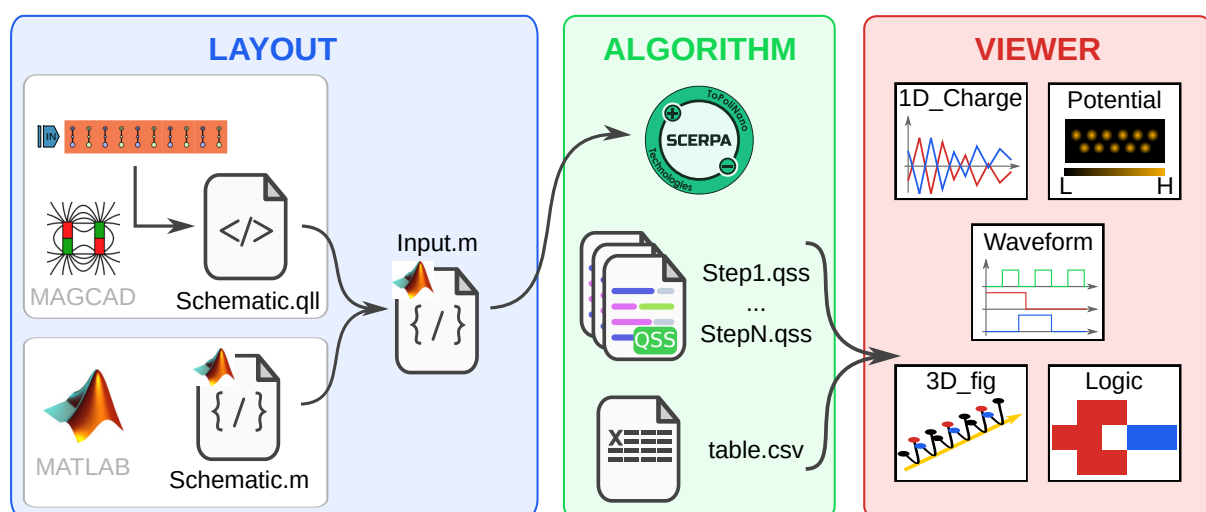 LAYOUT
IN
MAGCAD
</>
Schematic.qll
MATLAB
{/}
Schematic.m
Input.m
{/}
ALGORITHM
ToPoliNano
SCERPA
Technologies
QSS
Step1.qss
...
StepN.qss
X
table.csv
VIEWER
1D_Charge
Potential
L H
Waveform
3D_fig
Logic